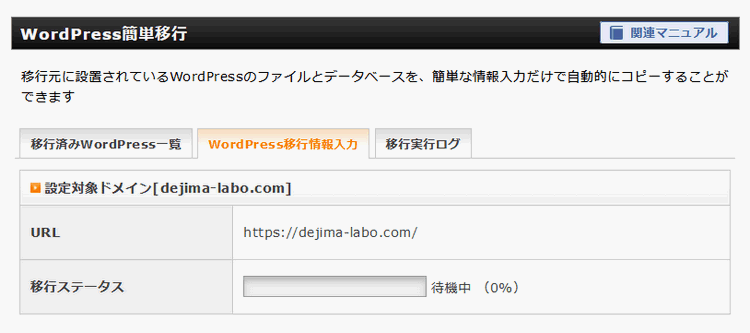 WordPress簡単移行
関連マニュアル
移行元に設置されているWordPressのファイルとデータベースを、簡単な情報入力だけで自動的にコピーすることが
できます
移行済みWordPress一覧
WordPress移行情報入力
移行実行ログ
設定対象ドメイン[dejima-labo.com]
URL
https://dejima-labo.com/
移行ステータス
待機中 (0%)